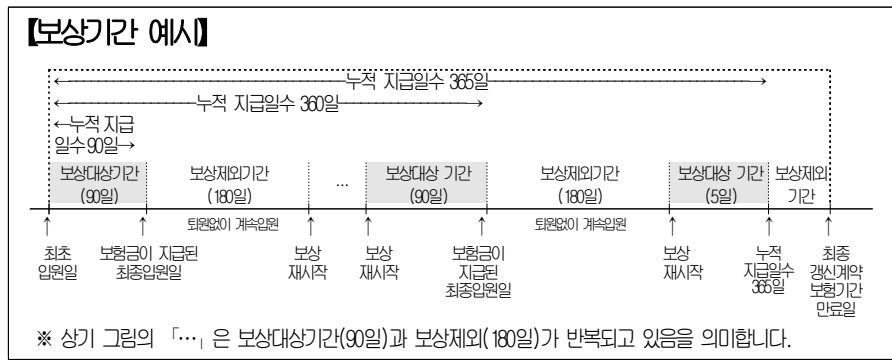 【보상기간 예시】
←누적 지급일수 365일→
←누적 지급일수 360일→
←누적 지급
일수 90일→
보상대상기간 보상제외기간 보상대상 기간 보상제외기간 보상대상 기간 보상제외
(90일) (180일) … (90일) (180일) (5일) 기간
퇴원없이 계속입원 퇴원없이 계속입원
↑ ↑ ↑ ↑ ↑ ↑ ↑ ↑
최초 보험금이 지급된 보상 보상 보험금이 보상 누적 최종
입원일 최종입원일 재시작 재시작 지급된 재시작 지급일수 갱신계약
최종입원일 365일 보험기간
만료일
※ 상기 그림의 「…」은 보상대상기간(90일)과 보상제외(180일)가 반복되고 있음을 의미합니다.